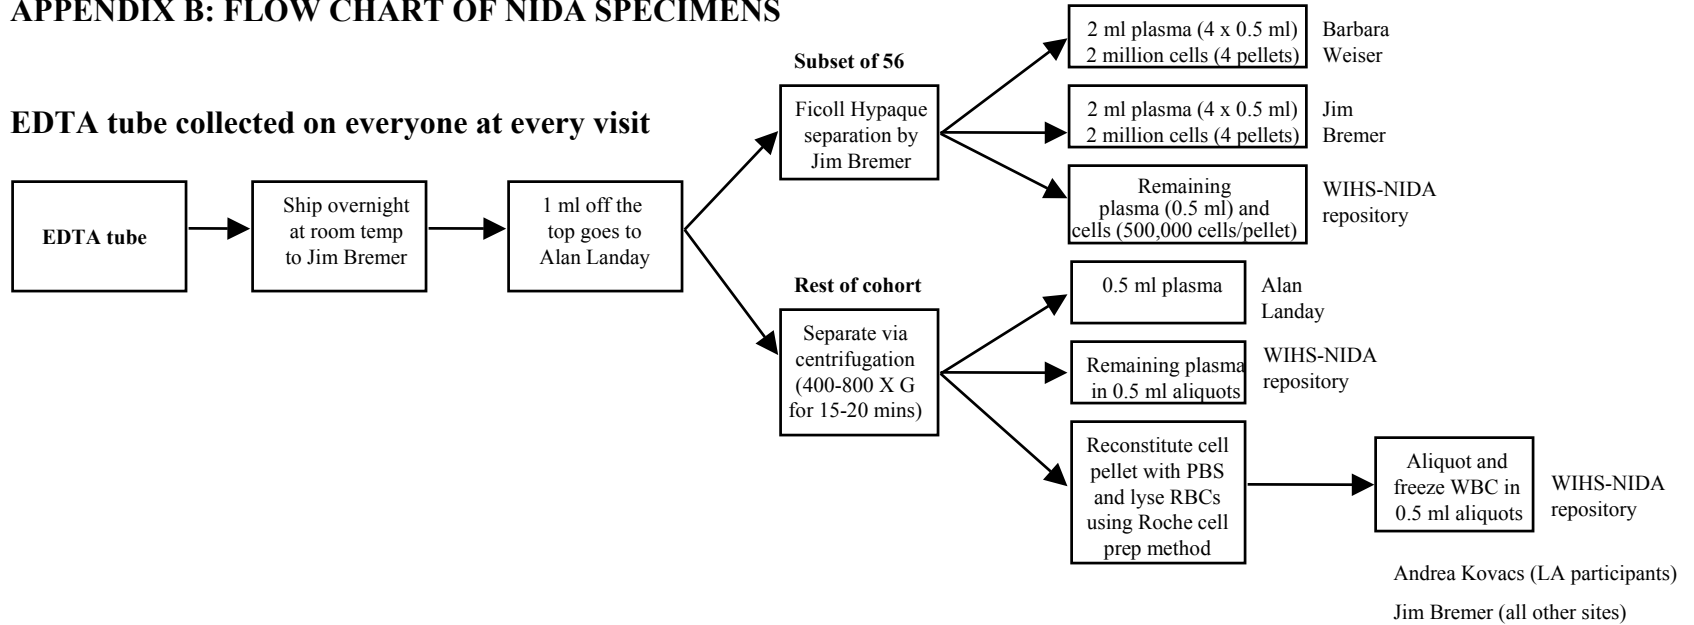 APPENDIX B: FLOW CHART OF NIDA SPECIMENS
EDTA tube collected on everyone at every visit
EDTA tube
Ship overnight
at room temp
to Jim Bremer
1 ml off the
top goes to
Alan Landay
Subset of 56
Ficoll Hypaque
separation by
Jim Bremer
2 ml plasma (4 x 0.5 ml)
2 million cells (4 pellets)
Barbara
Weiser
2 ml plasma (4 x 0.5 ml)
2 million cells (4 pellets)
Jim
Bremer
Remaining
plasma (0.5 ml) and
cells (500,000 cells/pellet)
WIHS-NIDA
repository
Rest of cohort
Separate via
centrifugation
(400-800 X G
for 15-20 mins)
0.5 ml plasma
Alan
Landay
Remaining plasma
in 0.5 ml aliquots
WIHS-NIDA
repository
Reconstitute cell
pellet with PBS
and lyse RBCs
using Roche cell
prep method
Aliquot and
freeze WBC in
0.5 ml aliquots
WIHS-NIDA
repository
Andrea Kovacs (LA participants)
Jim Bremer (all other sites)